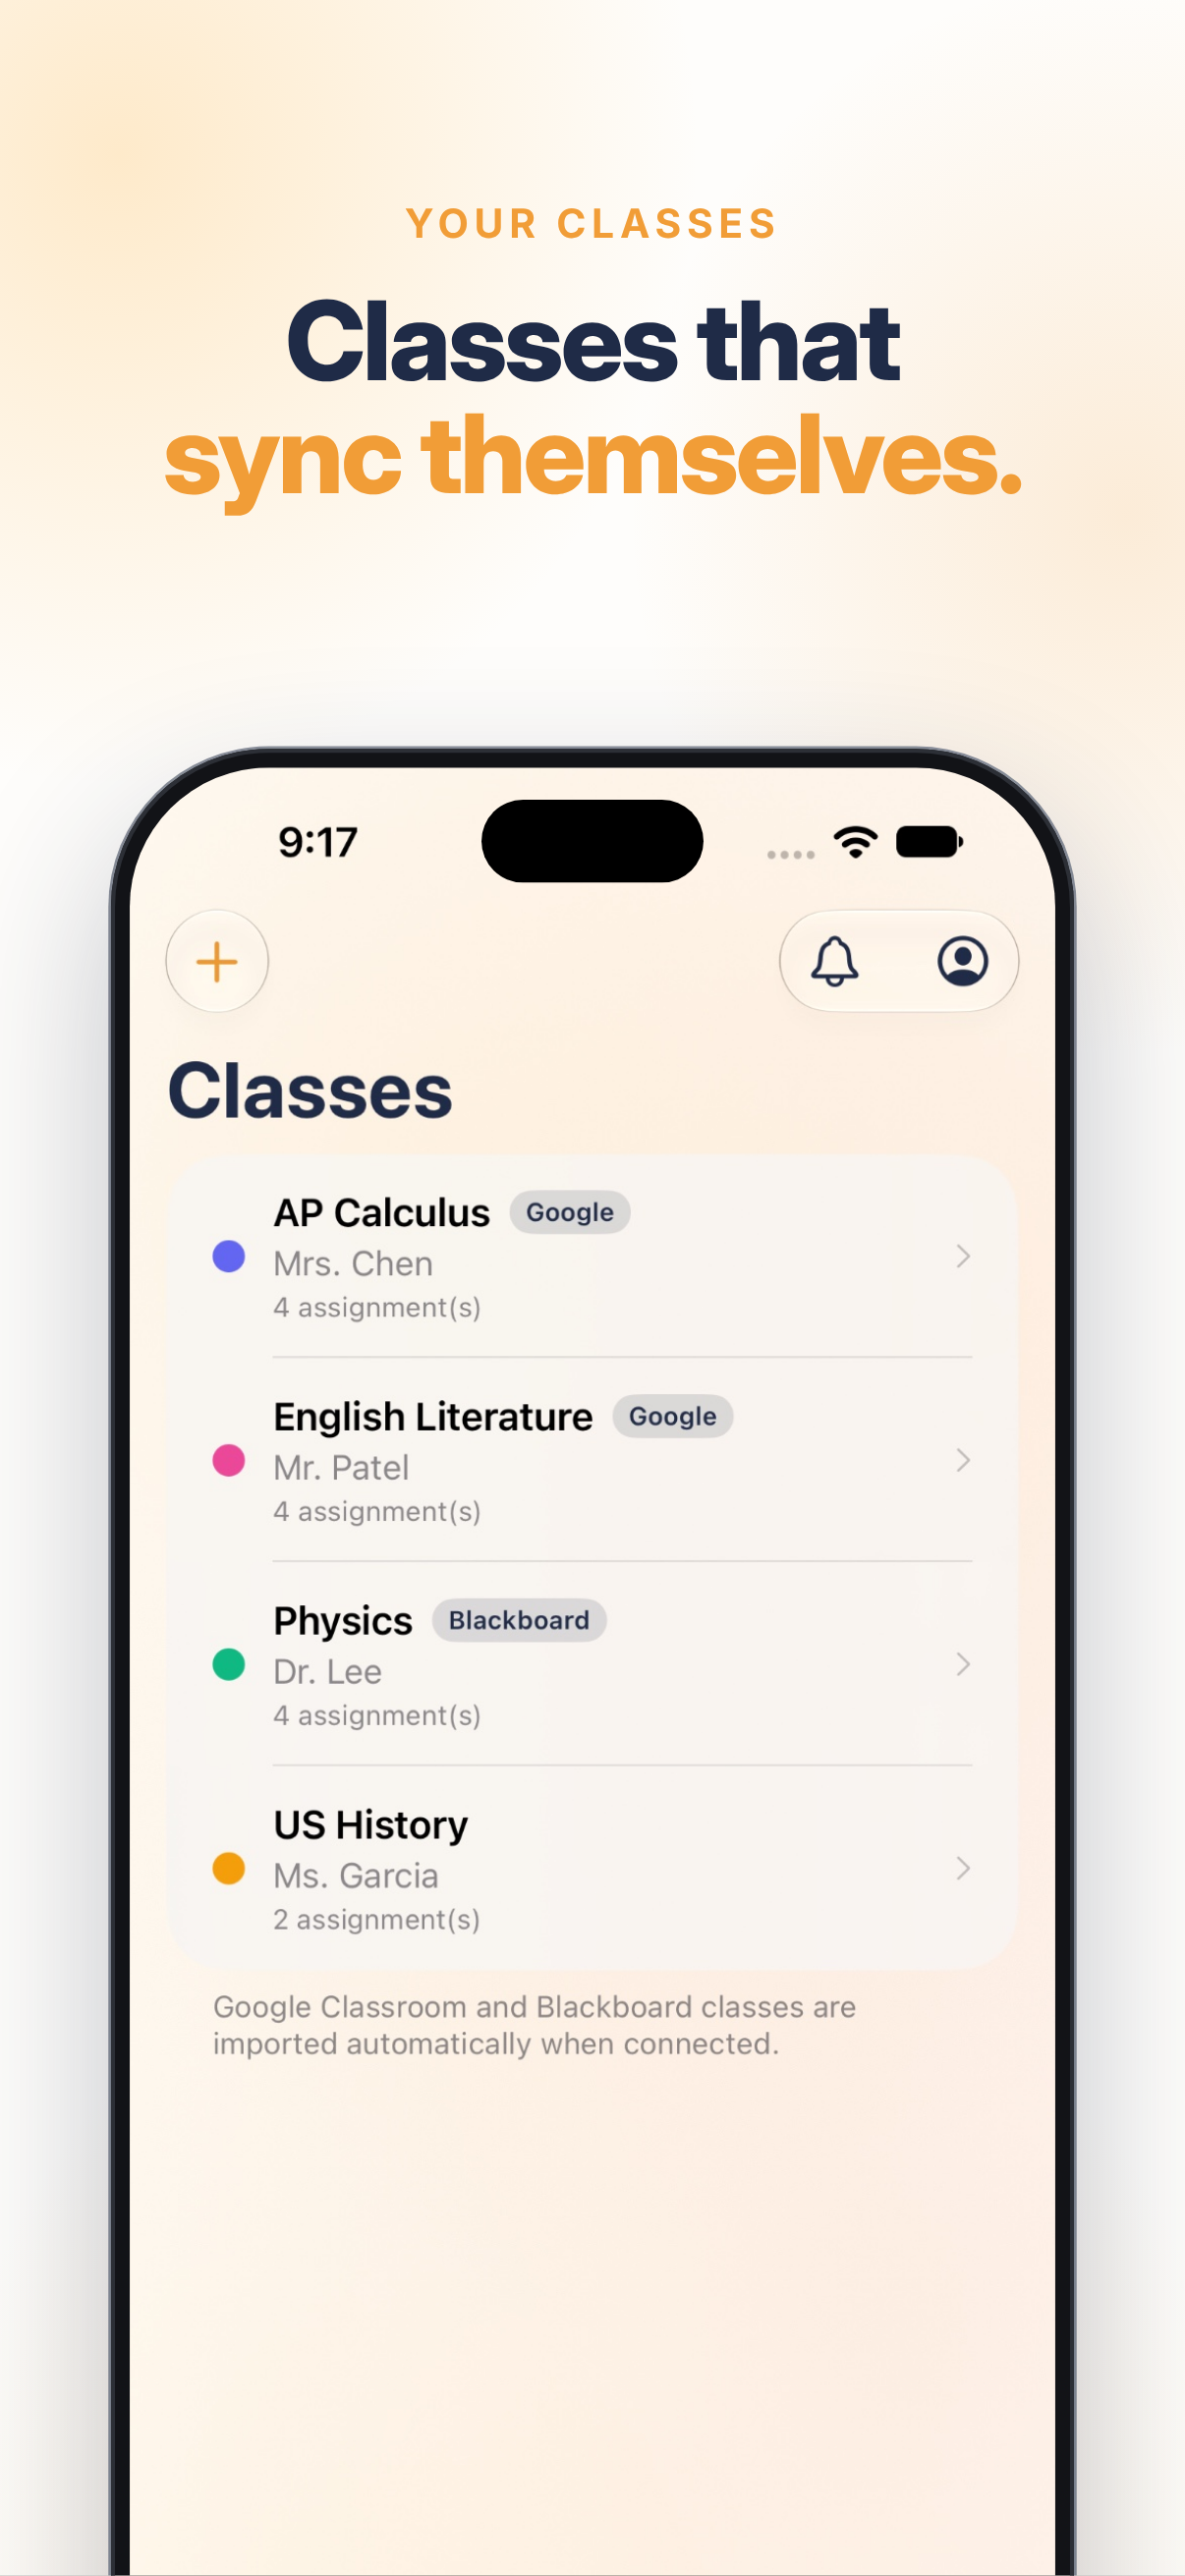 YOUR CLASSES
Classes that
sync themselves.
9:17
Classes
AP Calculus Google
Mrs. Chen
4 assignment(s)
English Literature Google
Mr. Patel
4 assignment(s)
Physics Blackboard
Dr. Lee
4 assignment(s)
US History
Ms. Garcia
2 assignment(s)
Google Classroom and Blackboard classes are
imported automatically when connected.